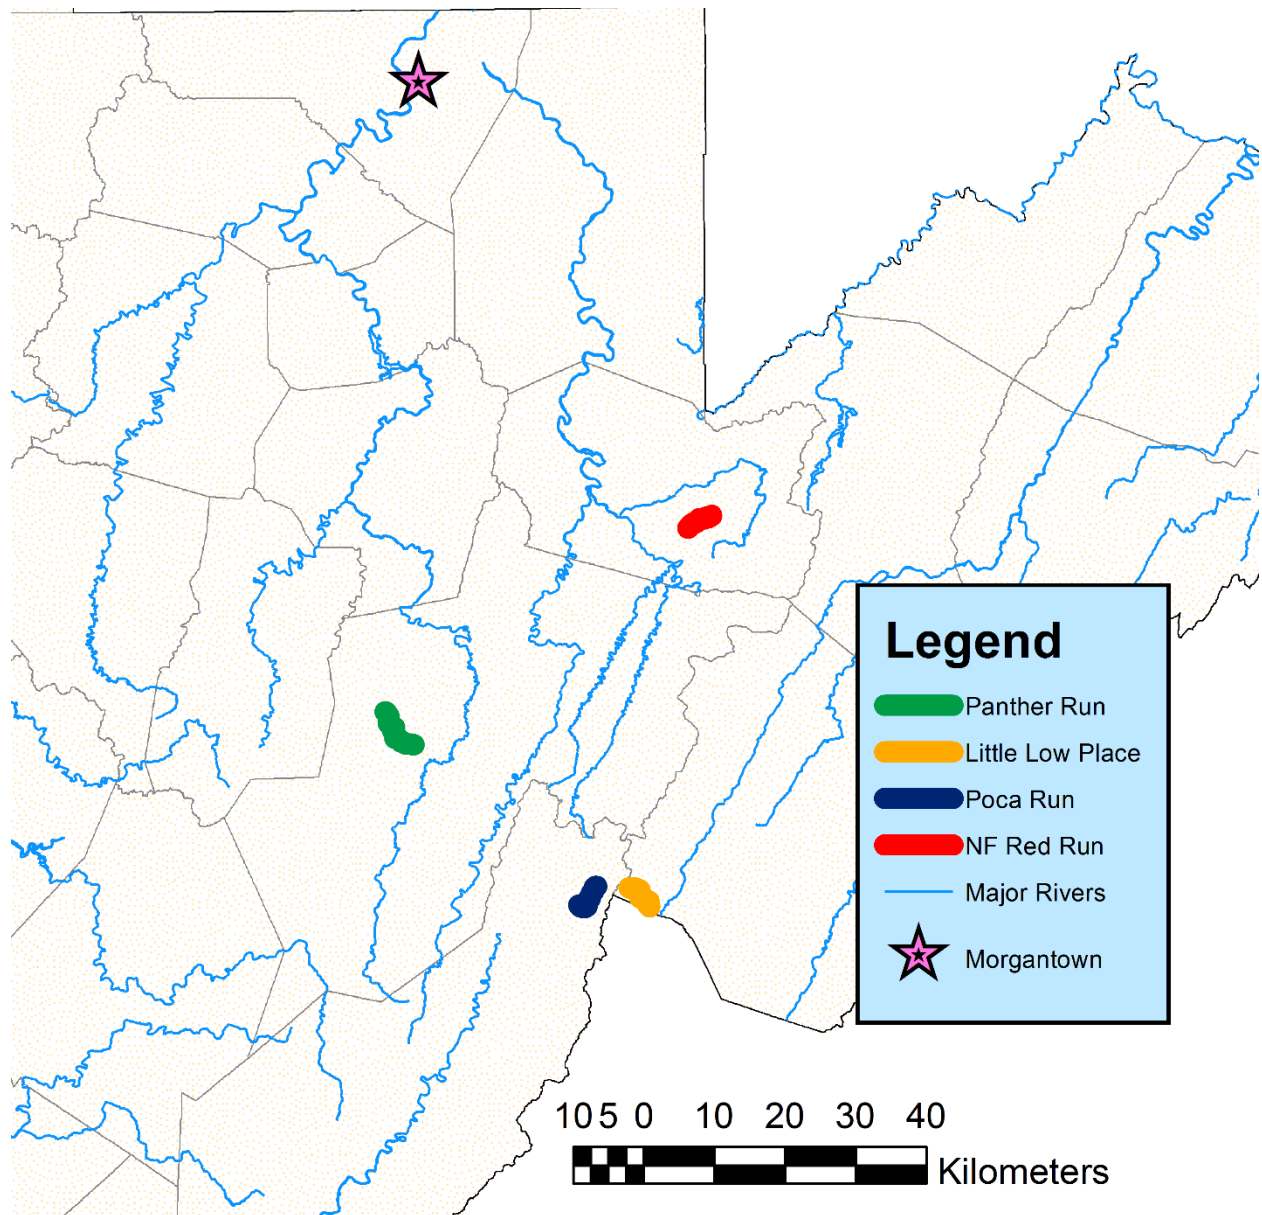 Legend
Panther Run
Little Low Place
Poca Run
NF Red Run
Major Rivers
Morgantown
10 5 0 10 20 30 40
Kilometers